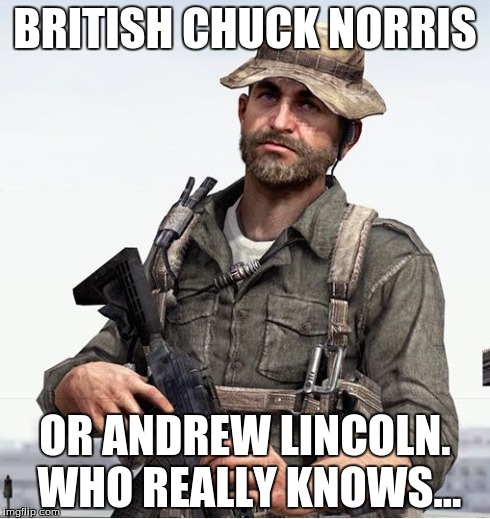 BRITISH CHUCK NORRIS
OR ANDREW LINCOLN.
WHO REALLY KNOWS...
imgflip.com